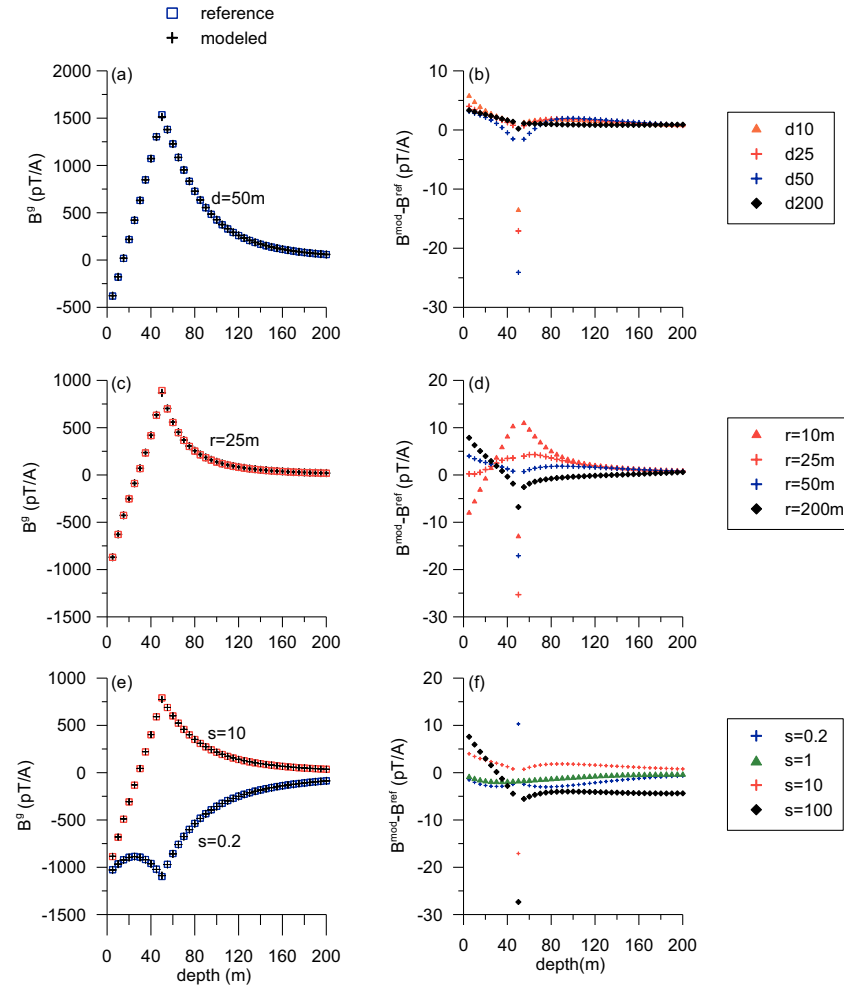 reference
modeled
(a)
2000
1500
1000
500
0
-500
B^g (pT/A)
d=50m
0 40 80 120 160 200
(b)
10
0
-10
-20
-30
B^mod-B^ref (pT/A)
0 40 80 120 160 200
d10
d25
d50
d200
(c)
1000
500
0
-500
-1000
-1500
B^g (pT/A)
r=25m
0 40 80 120 160 200
(d)
20
10
0
-10
-20
-30
B^mod-B^ref (pT/A)
0 40 80 120 160 200
r=10m
r=25m
r=50m
r=200m
(e)
1000
500
0
-500
-1000
-1500
B^g (pT/A)
s=10
s=0.2
0 40 80 120 160 200
depth (m)
(f)
20
10
0
-10
-20
-30
B^mod-B^ref (pT/A)
0 40 80 120 160 200
depth(m)
s=0.2
s=1
s=10
s=100